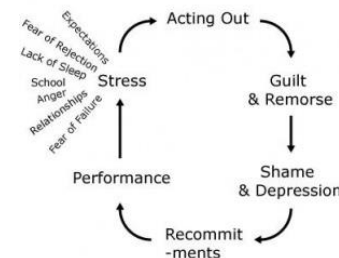 Expectations
Fear of Rejection
Lack of Sleep
School
Anger
Relationships
Fear of Failure
Stress
Acting Out
Guilt
& Remorse
Shame
& Depression
Recommit
-ments
Performance